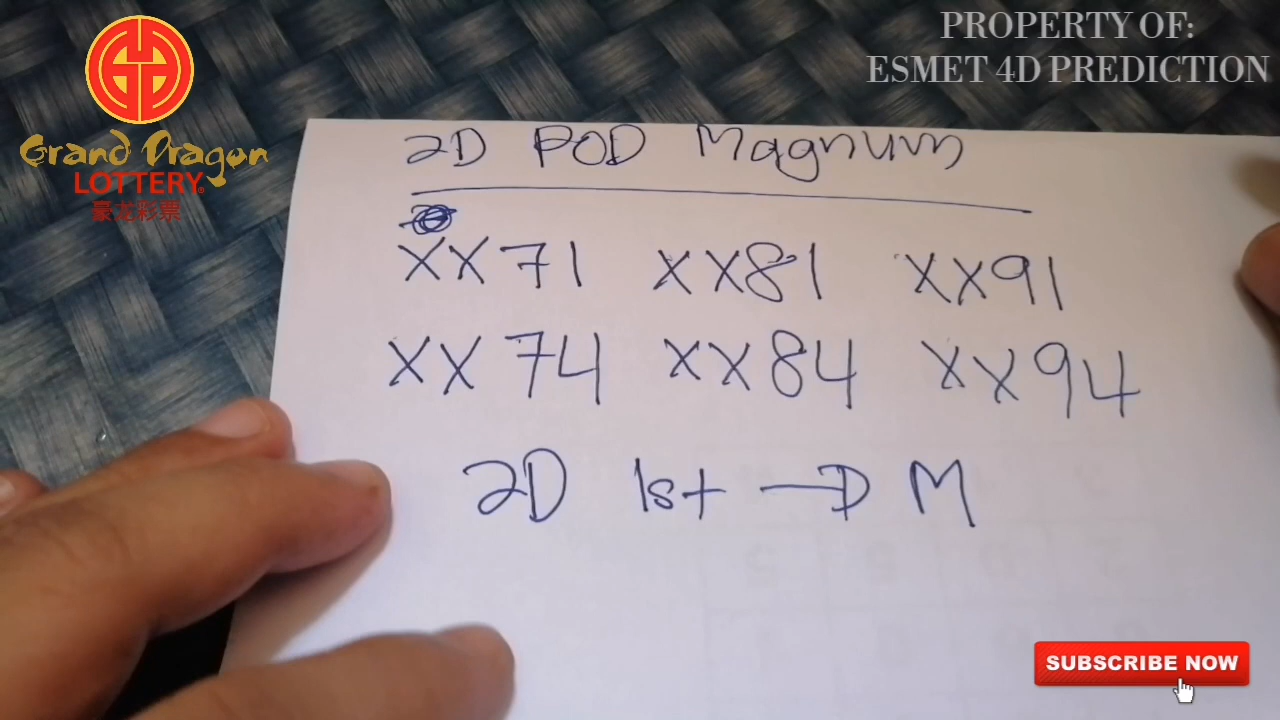 PROPERTY OF:
ESMET 4D PREDICTION
Grand Dragon
LOTTERY
豪龙彩票
2D POD Magnum
XX71 XX81 XX91
XX74 XX84 XX94
2D 1st → M
SUBSCRIBE NOW